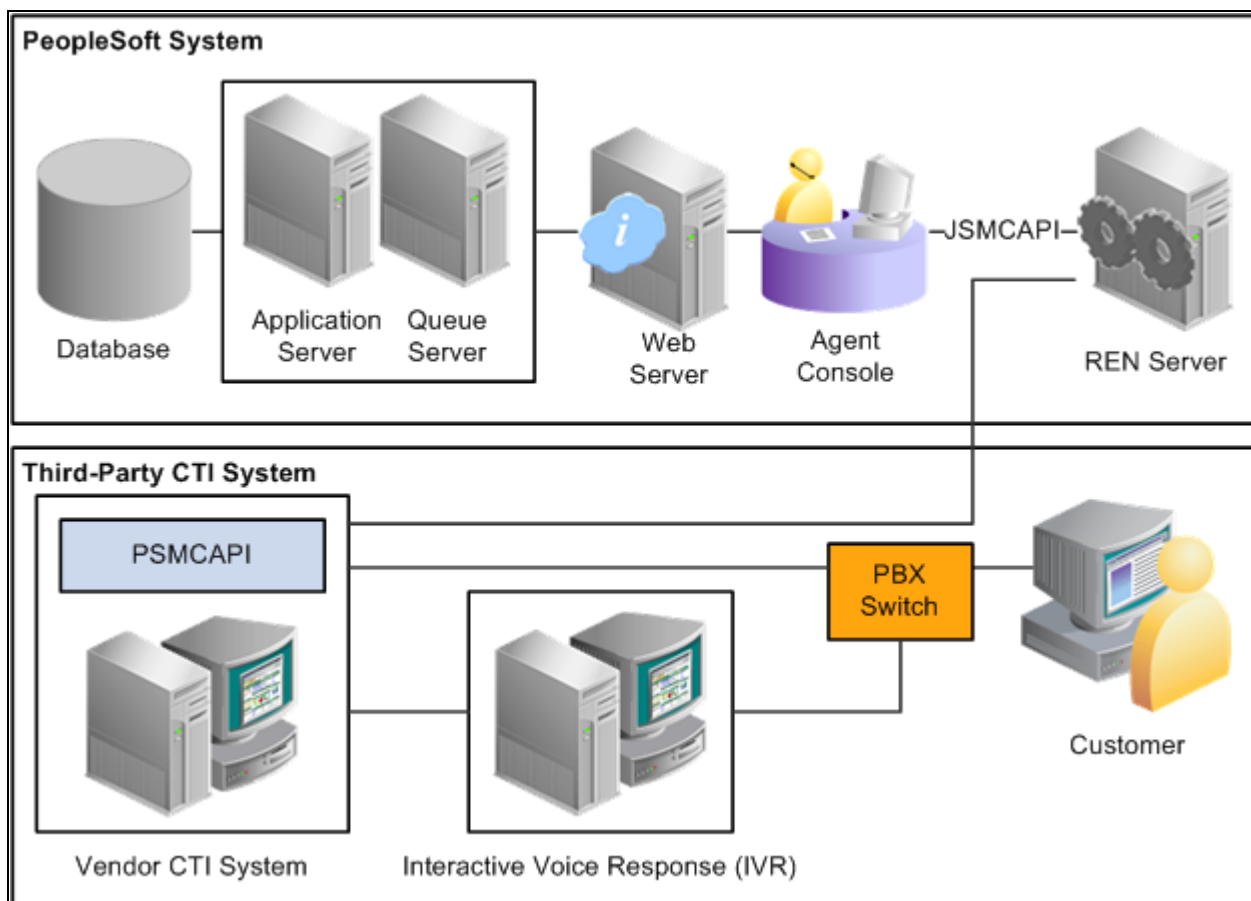 PeopleSoft System
Database
Application
Server
Queue
Server
i
Web
Server
Agent
Console
JSMCAPI
REN Server
Third-Party CTI System
PSMCAPI
Vendor CTI System
Interactive Voice Response (IVR)
PBX
Switch
Customer